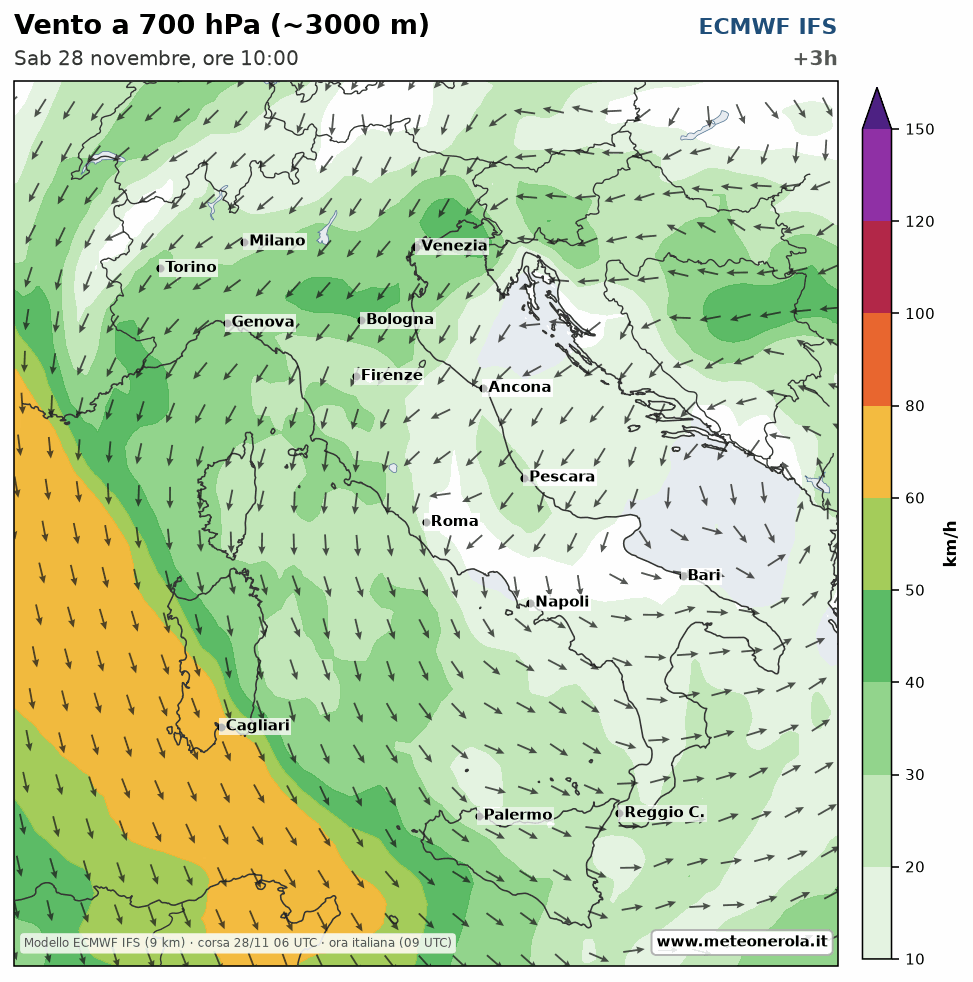 Vento a 700 hPa (~3000 m)
ECMWF IFS
Sab 28 novembre, ore 10:00
+3h
150
120
100
80
60
50
40
30
20
10
km/h
Milano
Venezia
Torino
Genova
Bologna
Firenze
Ancona
Pescara
Roma
Bari
Napoli
Cagliari
Palermo
Reggio C.
Modello ECMWF IFS (9 km) · corsa 28/11 06 UTC · ora italiana (09 UTC)
www.meteonerola.it